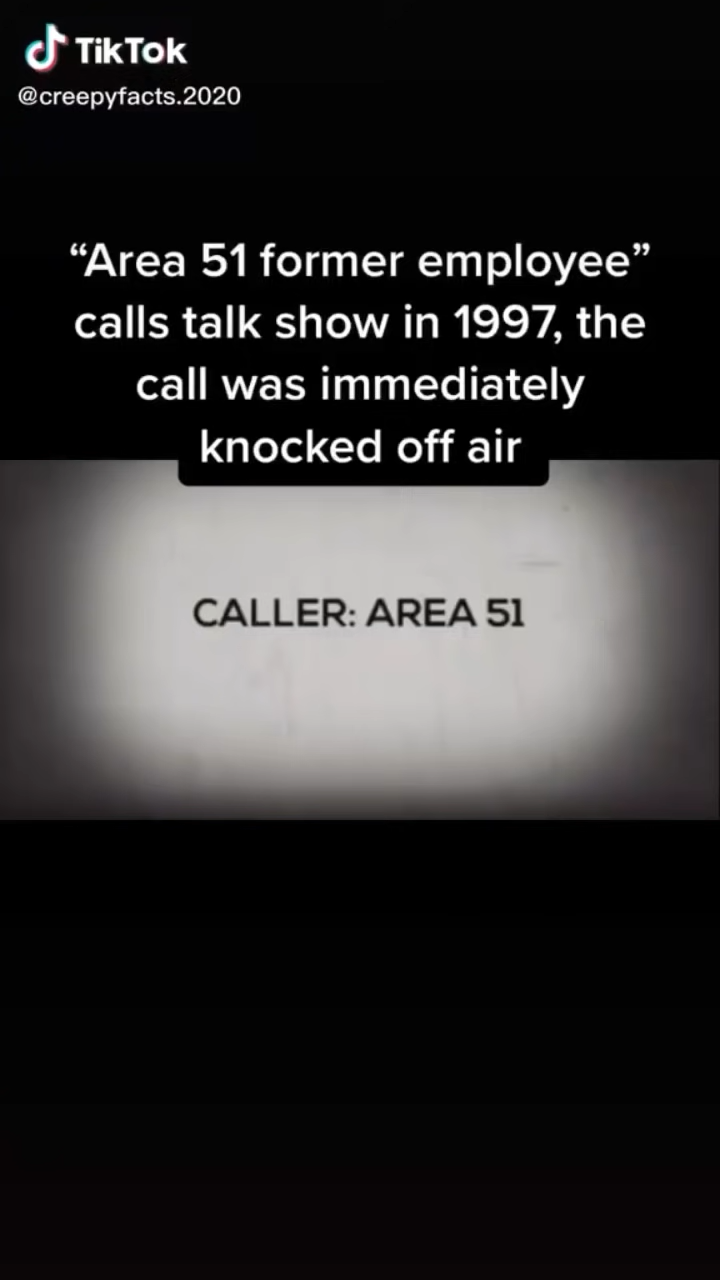 TikTok
@creepyfacts.2020
“Area 51 former employee”
calls talk show in 1997, the
call was immediately
knocked off air
CALLER: AREA 51